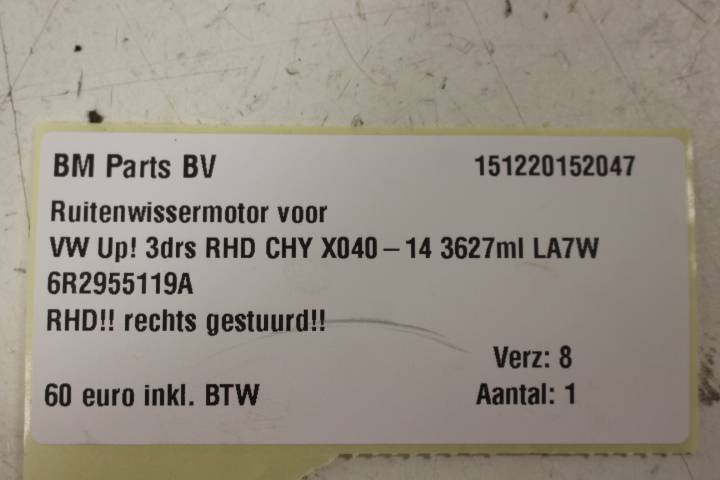 BM Parts BV 151220152047
Ruitenwissermotor voor
VW Up! 3drs RHD CHY X040-14 3627ml LA7W
6R2955119A
RHD!! rechts gestuurd!!
Verz: 8
60 euro inkl. BTW Aantal: 1